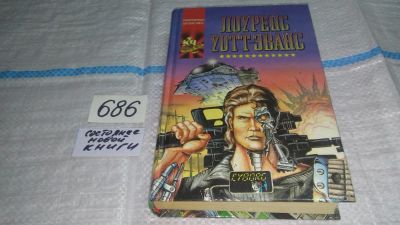 ЛОУРЕНС
УОТТ-ЭВАНС
CYBORG
686
СОСТОЯНИЕ
НОВОЙ
КНИГИ